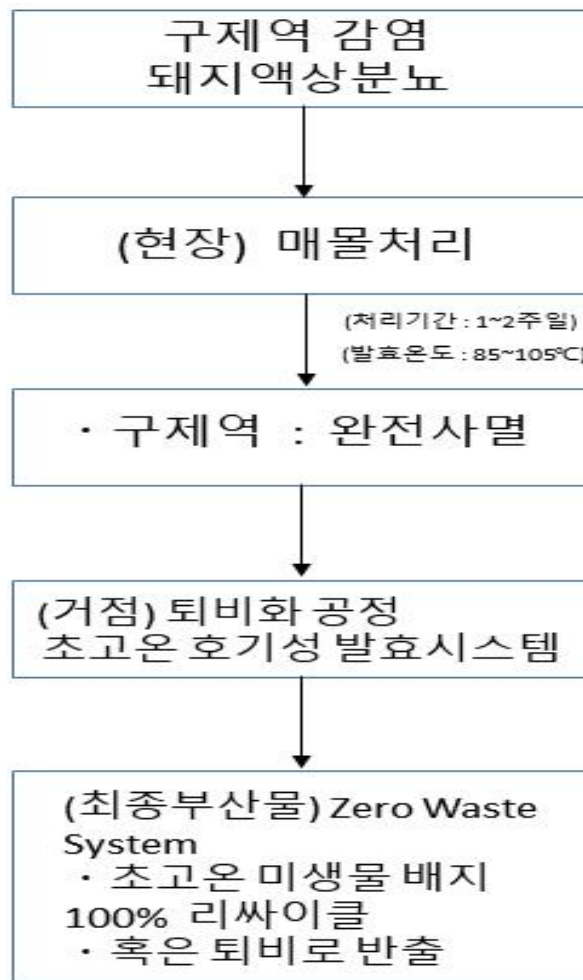 구제역 감염
돼지액상분뇨
(현장) 매몰처리
(처리기간 : 1~2주일)
(발효온도 : 85~105℃)
· 구제역 : 완전사멸
(거점) 퇴비화 공정
초고온 호기성 발효시스템
(최종부산물) Zero Waste
System
· 초고온 미생물 배지
100% 리싸이클
· 혹은 퇴비로 반출